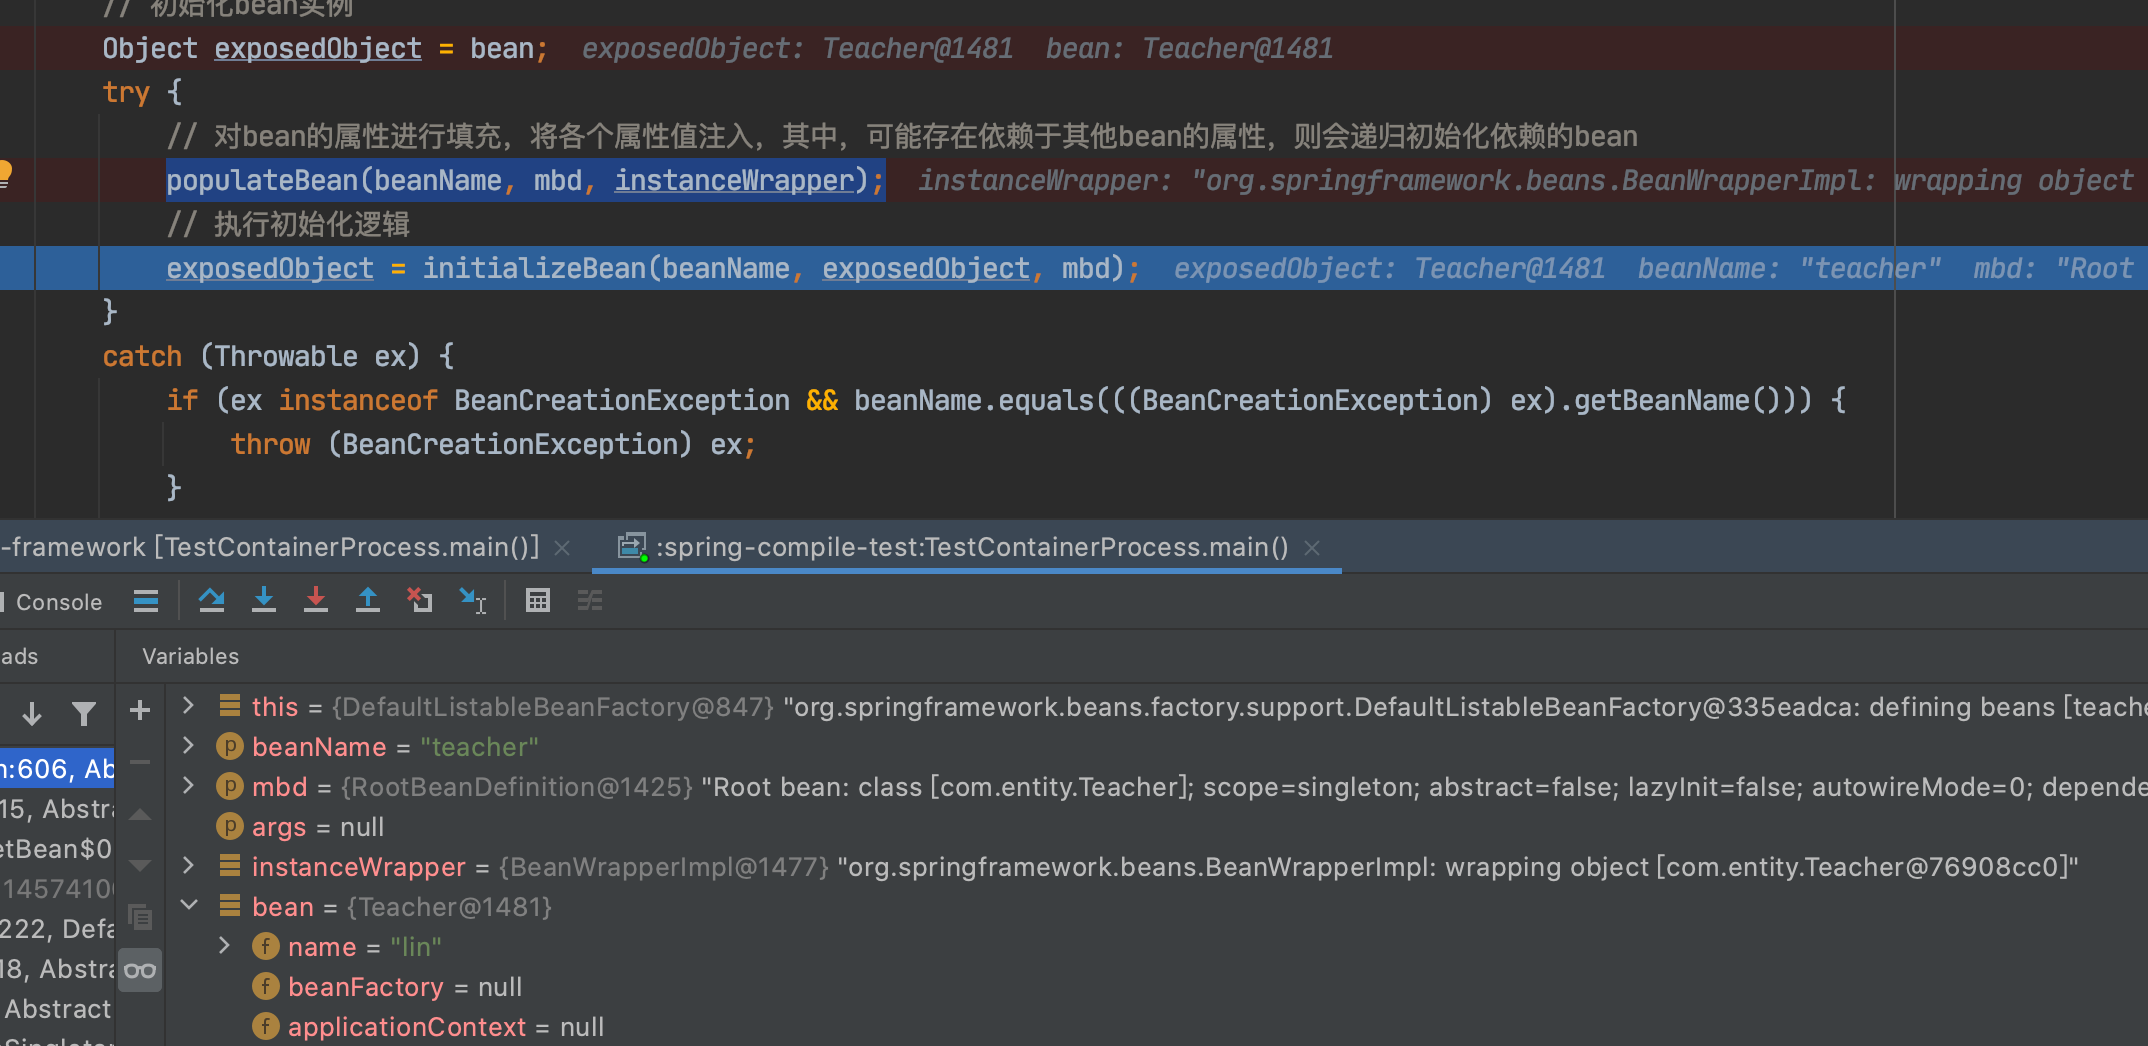 // 初始化bean实例
Object exposedObject = bean; exposedObject: Teacher@1481 bean: Teacher@1481
try {
// 对bean的属性进行填充，将各个属性值注入，其中，可能存在依赖于其他bean的属性，则会递归初始化依赖的bean
populateBean(beanName, mbd, instanceWrapper); instanceWrapper: "org.springframework.beans.BeanWrapperImpl: wrapping object
// 执行初始化逻辑
exposedObject = initializeBean(beanName, exposedObject, mbd); exposedObject: Teacher@1481 beanName: "teacher" mbd: "Root
}
catch (Throwable ex) {
if (ex instanceof BeanCreationException && beanName.equals(((BeanCreationException) ex).getBeanName())) {
throw (BeanCreationException) ex;
}
-framework [TestContainerProcess.main()] :spring-compile-test:TestContainerProcess.main()
Console
ads Variables
this = {DefaultListableBeanFactory@847} "org.springframework.beans.factory.support.DefaultListableBeanFactory@335eadca: defining beans [teache
beanName = "teacher"
n:606, Ab
p mbd = {RootBeanDefinition@1425} "Root bean: class [com.entity.Teacher]; scope=singleton; abstract=false; lazyInit=false; autowireMode=0; depende
15, Abstra
p args = null
etBean$0
instanceWrapper = {BeanWrapperImpl@1477} "org.springframework.beans.BeanWrapperImpl: wrapping object [com.entity.Teacher@76908cc0]"
1457410
bean = {Teacher@1481}
222, Defa
f name = "lin"
18, Abstra
f beanFactory = null
Abstract
f applicationContext = null